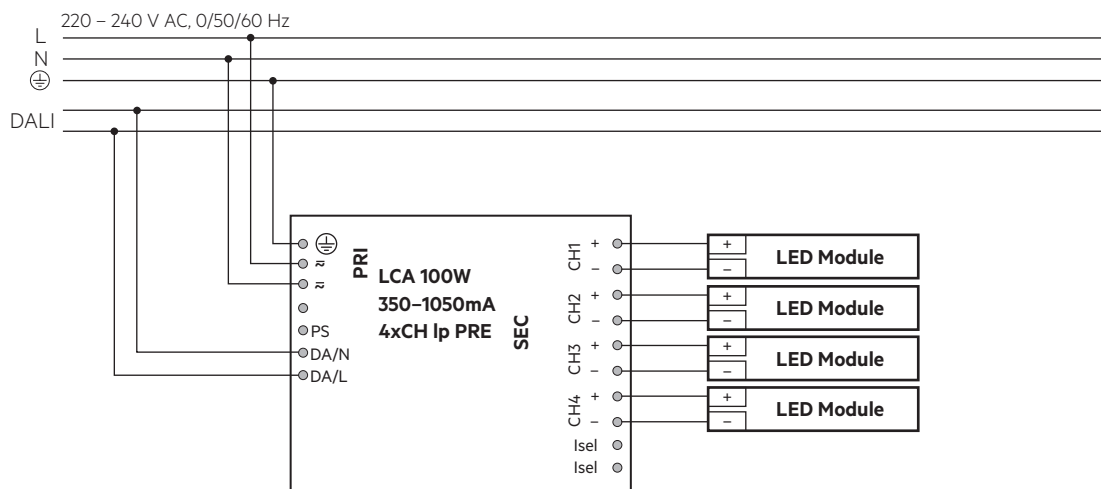 220 – 240 V AC, 0/50/60 Hz
L
N
DALI
PRI
LCA 100W
350–1050mA
4xCH lp PRE
SEC
PS
DA/N
DA/L
CH1 + –
CH2 + –
CH3 + –
CH4 + –
Isel
Isel
+ – LED Module
+ – LED Module
+ – LED Module
+ – LED Module